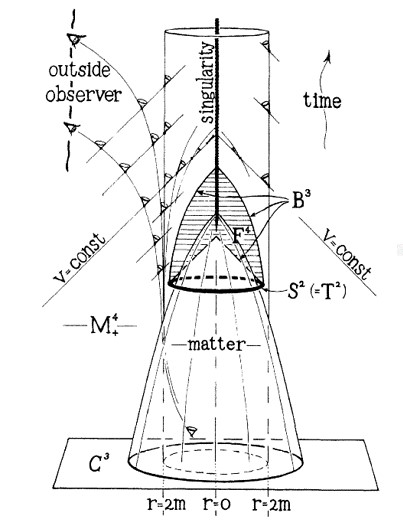 outside
observer
singularity
time
B³
F⁴
v=const
v=const
S² (=T²)
M⁴₊
matter
C³
r=2m r=0 r=2m